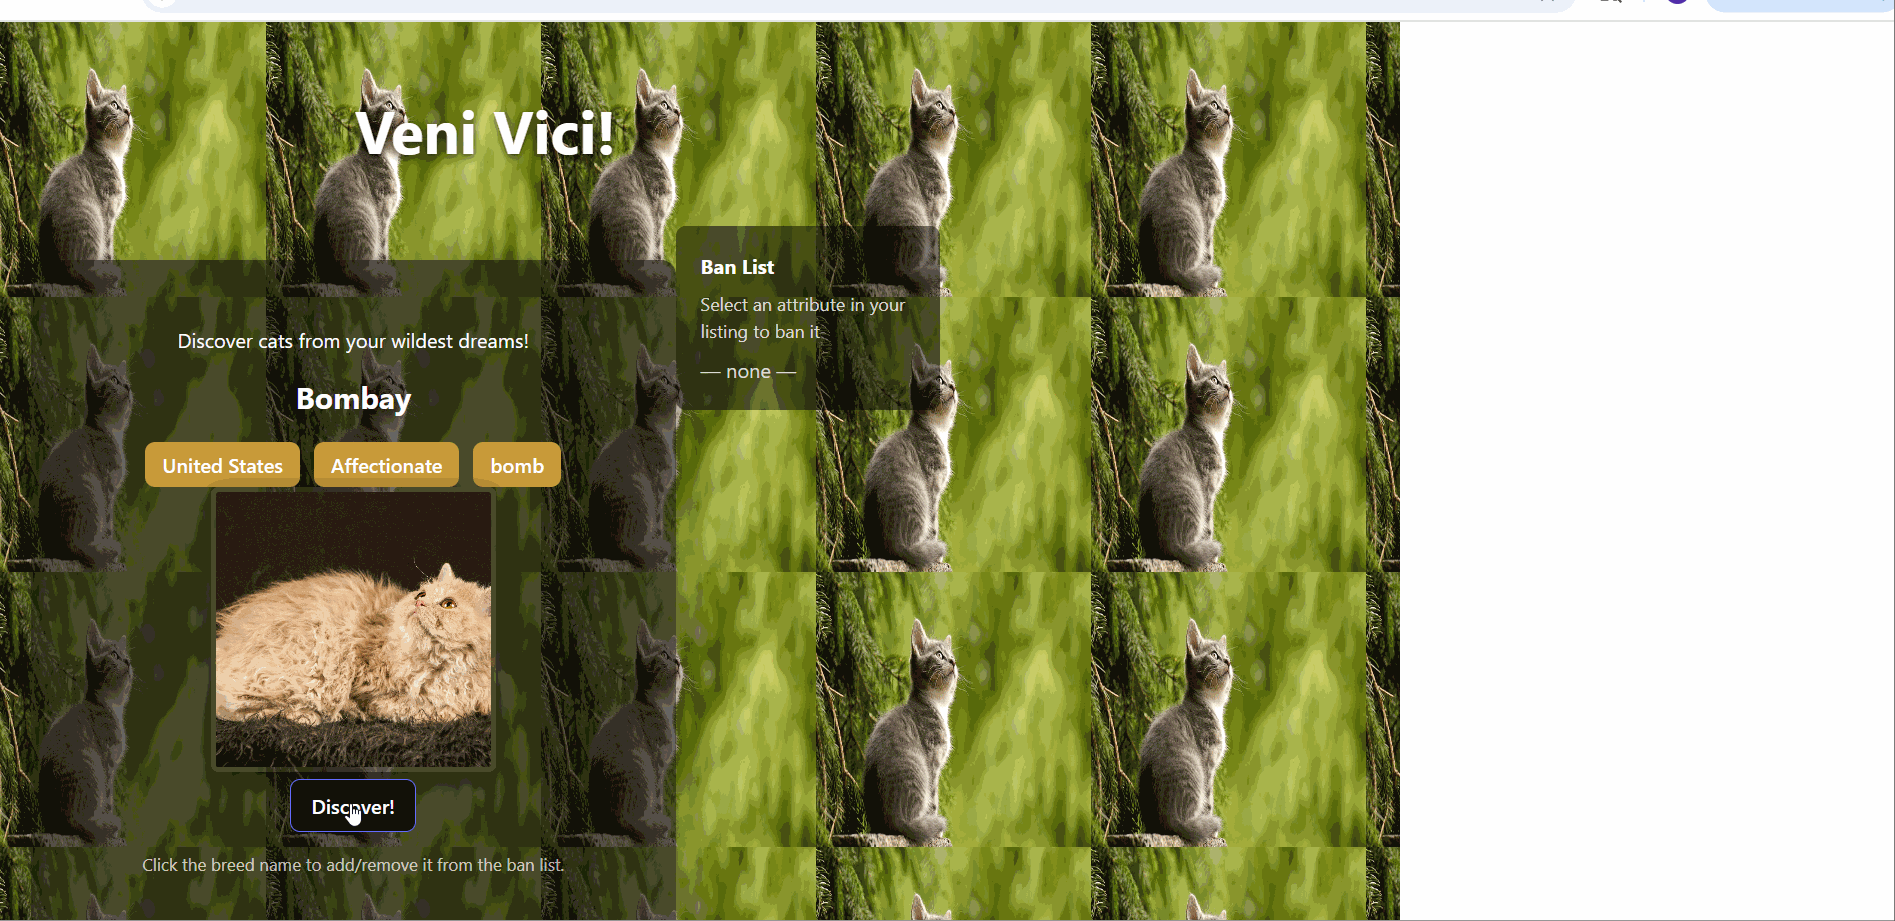 Veni Vici!
Discover cats from your wildest dreams!
Bombay
United States
Affectionate
bomb
Discover!
Click the breed name to add/remove it from the ban list.
Ban List
Select an attribute in your
listing to ban it
— none —